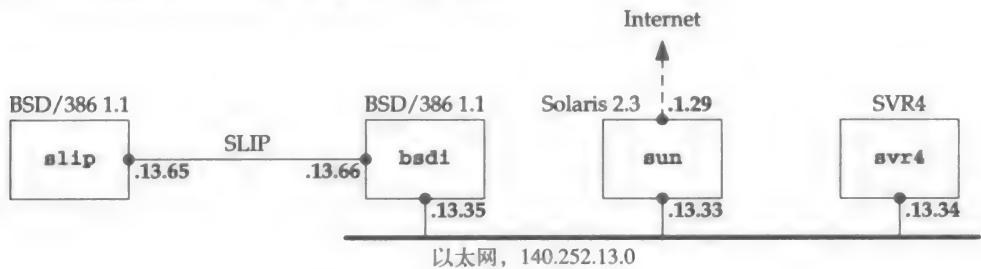 Internet
BSD/386 1.1
BSD/386 1.1
Solaris 2.3
.1.29
SVR4
slip
SLIP
bsdi
sun
svr4
.13.65
.13.66
.13.35
.13.33
.13.34
以太网，140.252.13.0